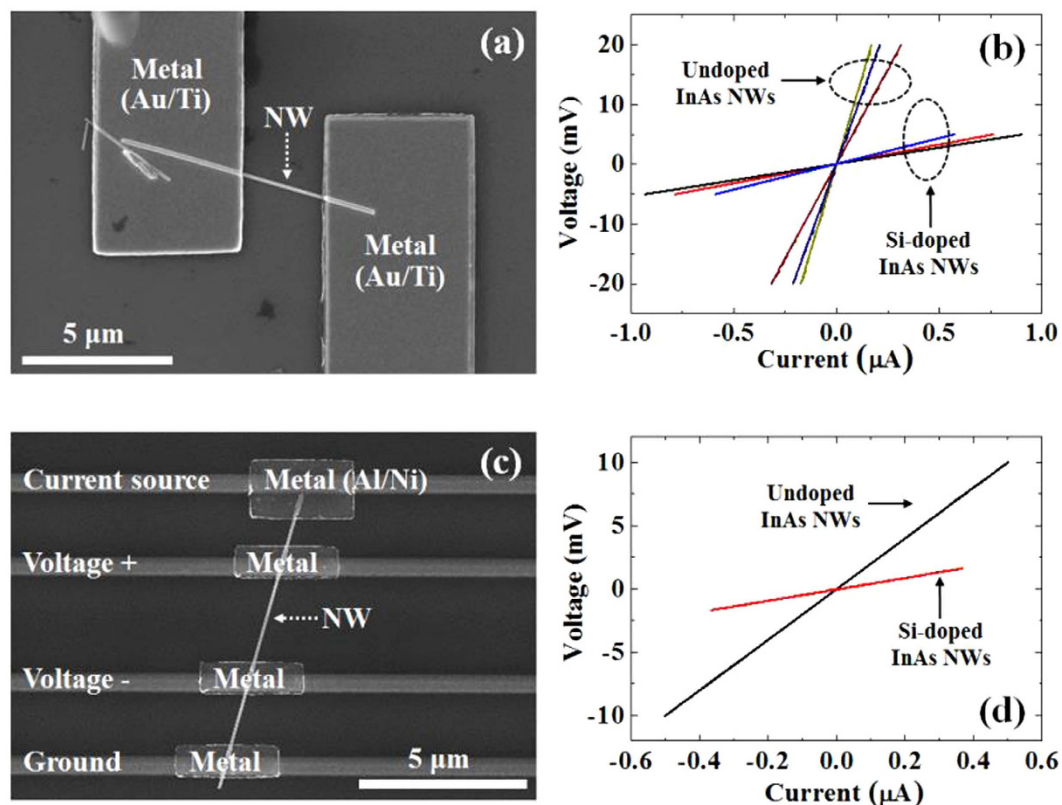 (a)
Metal
(Au/Ti)
NW
Metal
(Au/Ti)
5 μm
(b)
Undoped
InAs NWs
Si-doped
InAs NWs
Voltage (mV)
20
10
0
-10
-20
-1.0 -0.5 0.0 0.5 1.0
Current (μA)
(c)
Current source
Metal (Al/Ni)
Voltage + Metal
NW
Voltage - Metal
Ground Metal
5 μm
Undoped
InAs NWs
Si-doped
InAs NWs
(d)
Voltage (mV)
10
5
0
-5
-10
-0.6 -0.4 -0.2 0.0 0.2 0.4 0.6
Current (μA)